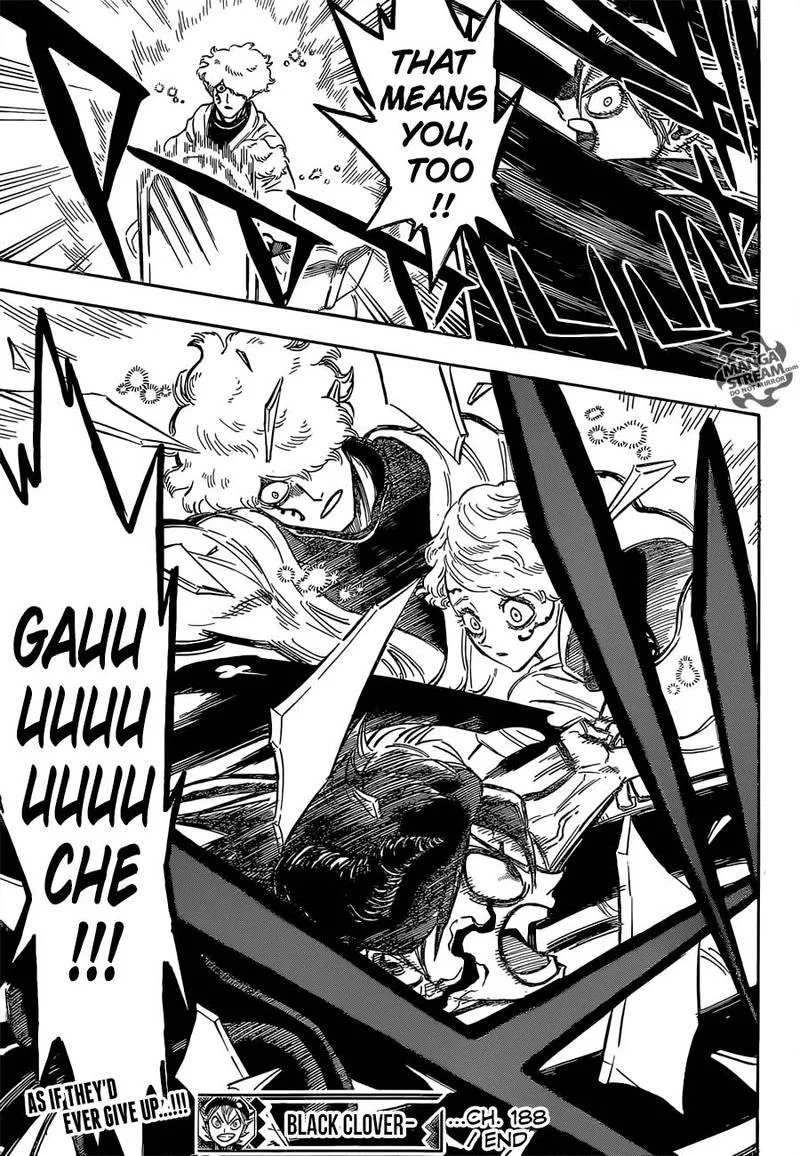 THAT
MEANS
YOU,
TOO
!!
MANGA
STREAM.com
DO NOT MIRROR
GAUU
UUUU
UUUU
CHE
!!!
AS IF THEY'D
EVER GIVE UP...!!!
BLACK CLOVER-
...CH. 188
/ END